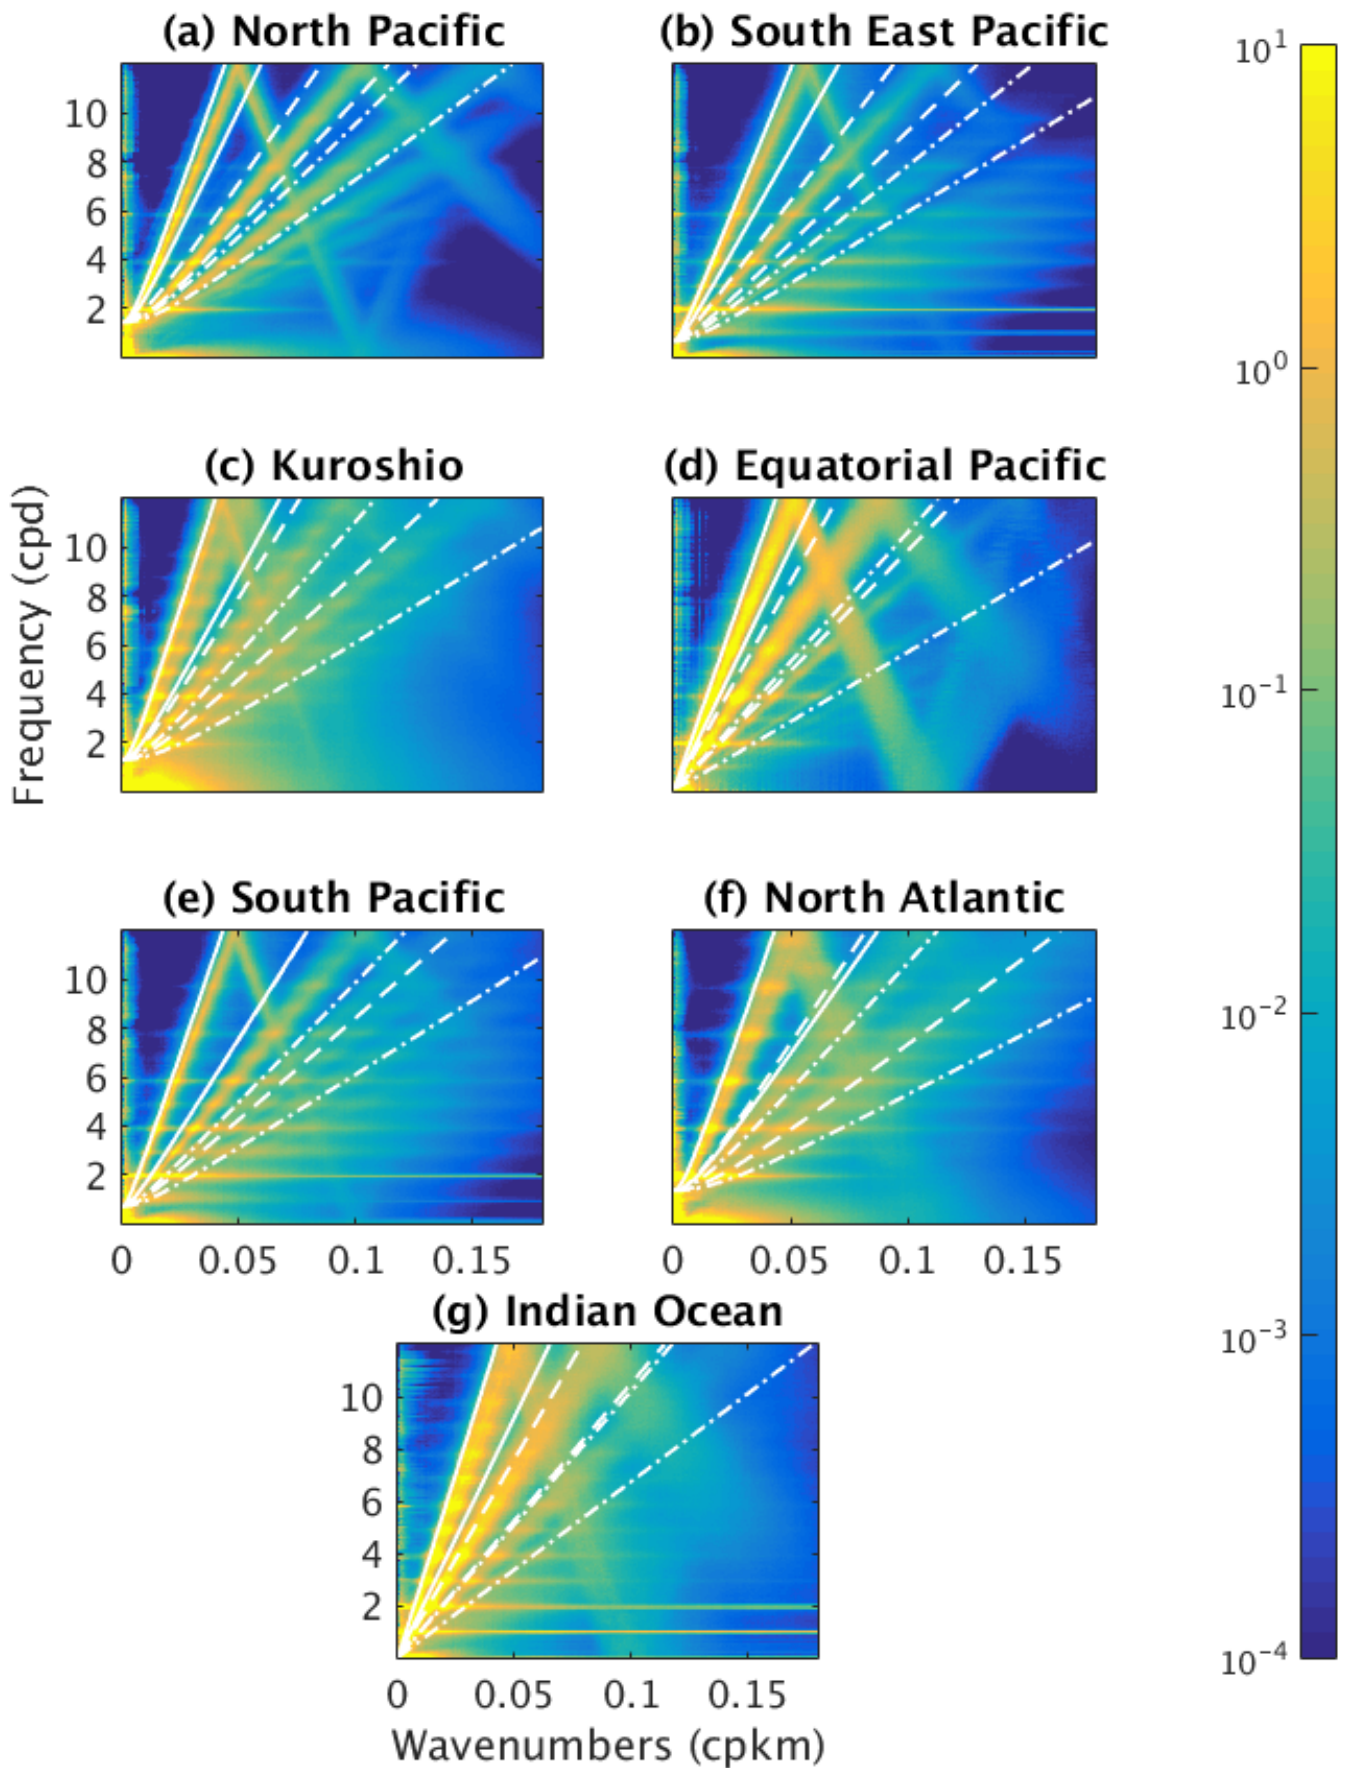 (a) North Pacific
(b) South East Pacific
10
8
6
4
2
(c) Kuroshio
(d) Equatorial Pacific
Frequency (cpd)
10
8
6
4
2
(e) South Pacific
(f) North Atlantic
10
8
6
4
2
0 0.05 0.1 0.15
0 0.05 0.1 0.15
(g) Indian Ocean
10
8
6
4
2
0 0.05 0.1 0.15
Wavenumbers (cpkm)
10^1
10^0
10^-1
10^-2
10^-3
10^-4